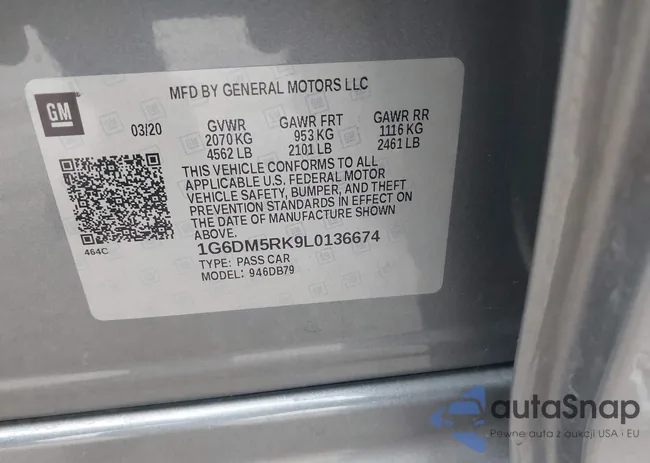 MFD BY GENERAL MOTORS LLC
GM
03/20
GVWR GAWR FRT GAWR RR
2070 KG 953 KG 1116 KG
4562 LB 2101 LB 2461 LB
THIS VEHICLE CONFORMS TO ALL
APPLICABLE U.S. FEDERAL MOTOR
VEHICLE SAFETY, BUMPER, AND THEFT
PREVENTION STANDARDS IN EFFECT ON
THE DATE OF MANUFACTURE SHOWN
ABOVE.
464C
1G6DM5RK9L0136674
TYPE: PASS CAR
MODEL: 946DB79
autaSnap
Pewne auta z aukcji USA i EU